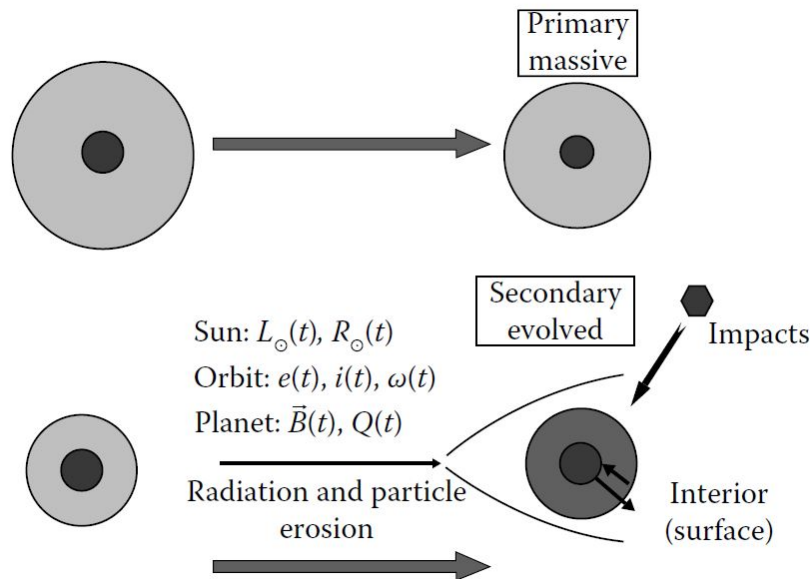 Primary
massive
Secondary
evolved
Impacts
Sun: L⊙(t), R⊙(t)
Orbit: e(t), i(t), ω(t)
Planet: B⃗(t), Q(t)
Radiation and particle
erosion
Interior
(surface)